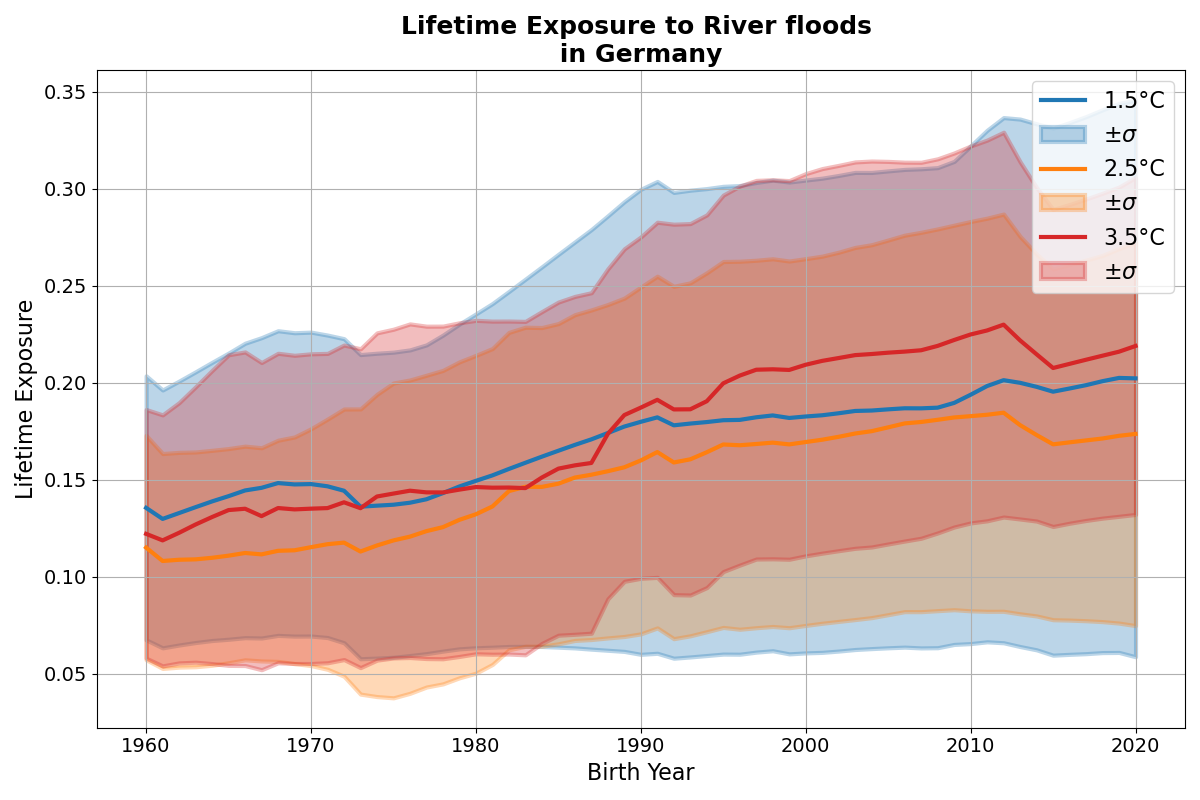 Lifetime Exposure to River floods
in Germany
Lifetime Exposure
0.35
0.30
0.25
0.20
0.15
0.10
0.05
1960
1970
1980
1990
2000
2010
2020
Birth Year
1.5°C
±σ
2.5°C
±σ
3.5°C
±σ